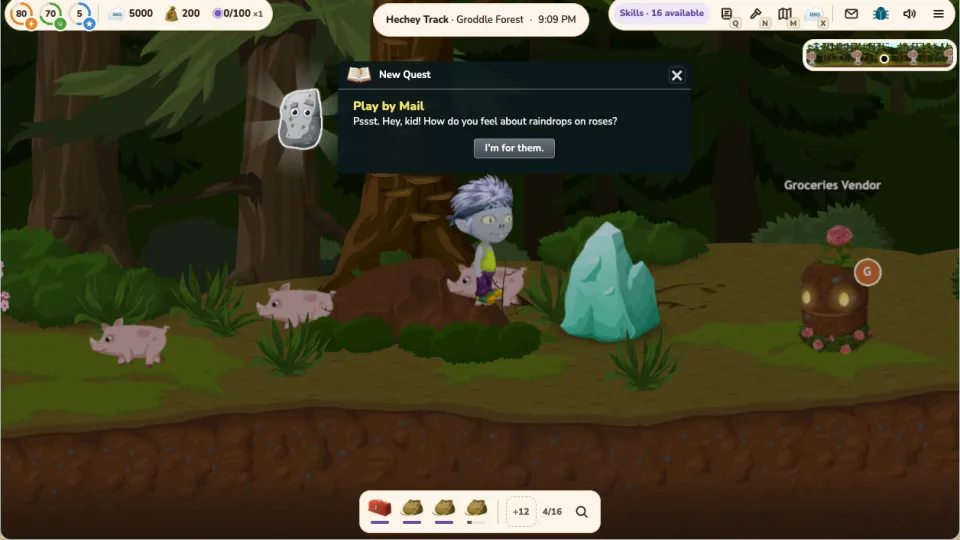 80
70
5
IMG 5000
200
0/100 ×1
Hechey Track · Groddle Forest · 9:09 PM
Skills · 16 available
Q
N
M
IMG
X
New Quest
Play by Mail
Pssst. Hey, kid! How do you feel about raindrops on roses?
I'm for them.
Groceries Vendor
G
+12
4/16